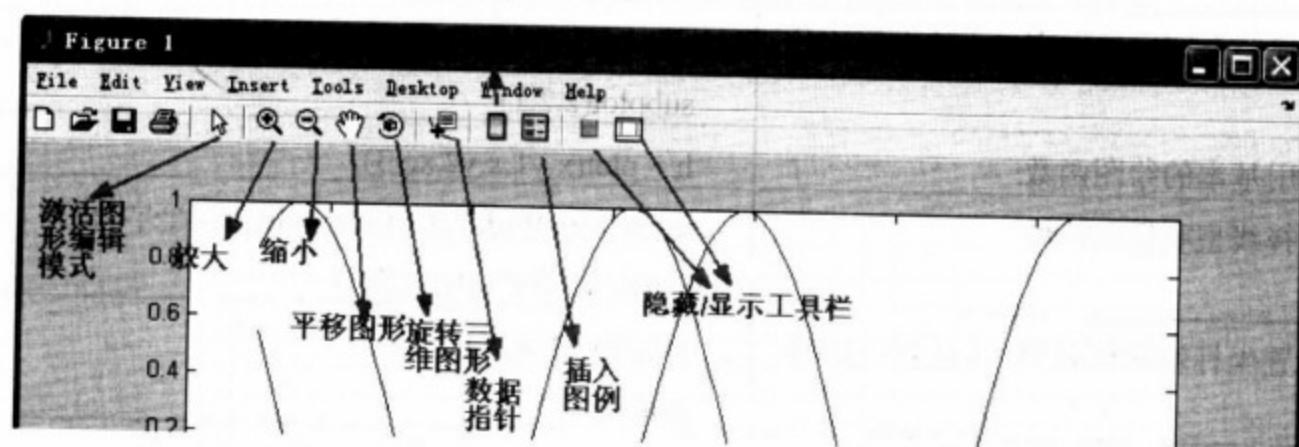 Figure 1
File Edit View Insert Tools Desktop Window Help
1
0.8
0.6
0.4
0.2
激活图
形编辑
模式
放大
缩小
平移图形
旋转三
维图形
数据
指针
插入
图例
隐藏/显示工具栏